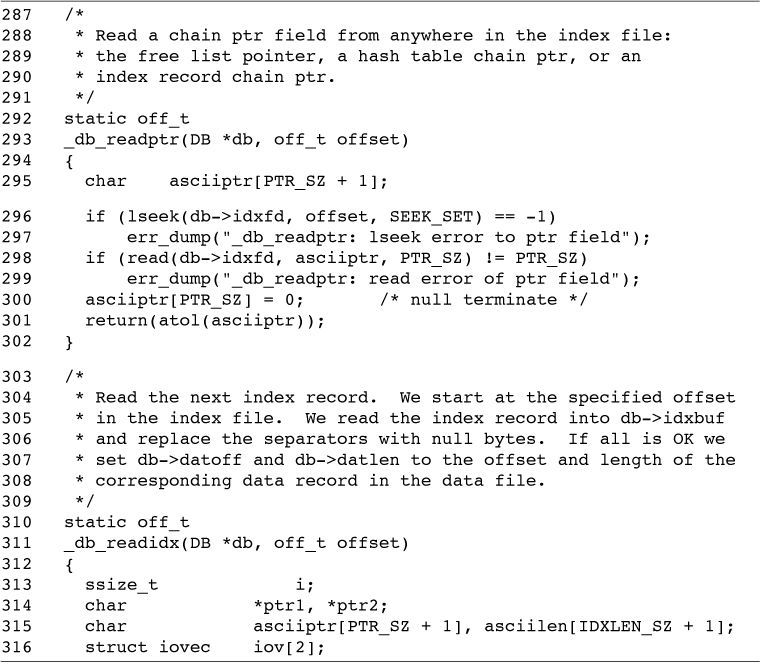 287 /*
288  * Read a chain ptr field from anywhere in the index file:
289  * the free list pointer, a hash table chain ptr, or an
290  * index record chain ptr.
291  */
292 static off_t
293 _db_readptr(DB *db, off_t offset)
294 {
295   char    asciiptr[PTR_SZ + 1];
296   if (lseek(db->idxfd, offset, SEEK_SET) == -1)
297       err_dump("_db_readptr: lseek error to ptr field");
298   if (read(db->idxfd, asciiptr, PTR_SZ) != PTR_SZ)
299       err_dump("_db_readptr: read error of ptr field");
300   asciiptr[PTR_SZ] = 0;       /* null terminate */
301   return(atol(asciiptr));
302 }
303 /*
304  * Read the next index record.  We start at the specified offset
305  * in the index file.  We read the index record into db->idxbuf
306  * and replace the separators with null bytes.  If all is OK we
307  * set db->datoff and db->datlen to the offset and length of the
308  * corresponding data record in the data file.
309  */
310 static off_t
311 _db_readidx(DB *db, off_t offset)
312 {
313   ssize_t             i;
314   char            *ptr1, *ptr2;
315   char            asciiptr[PTR_SZ + 1], asciilen[IDXLEN_SZ + 1];
316   struct iovec    iov[2];